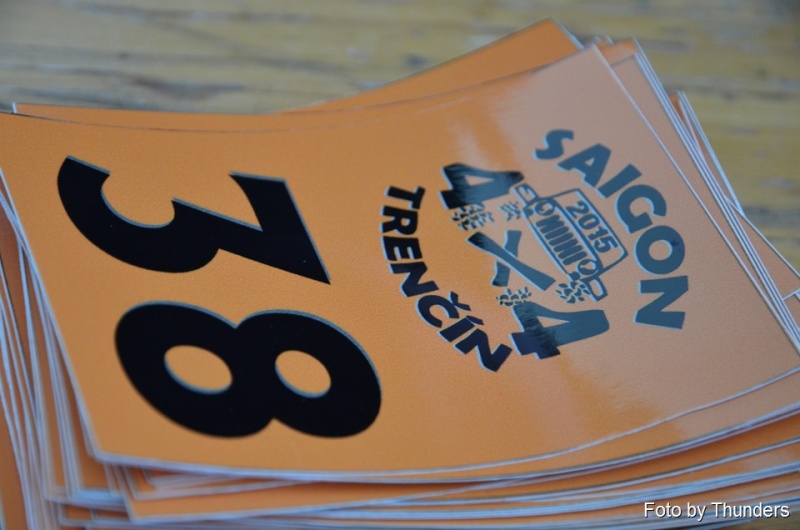 SAIGON
2015
4x4
TRENČÍN
38
Foto by Thunders